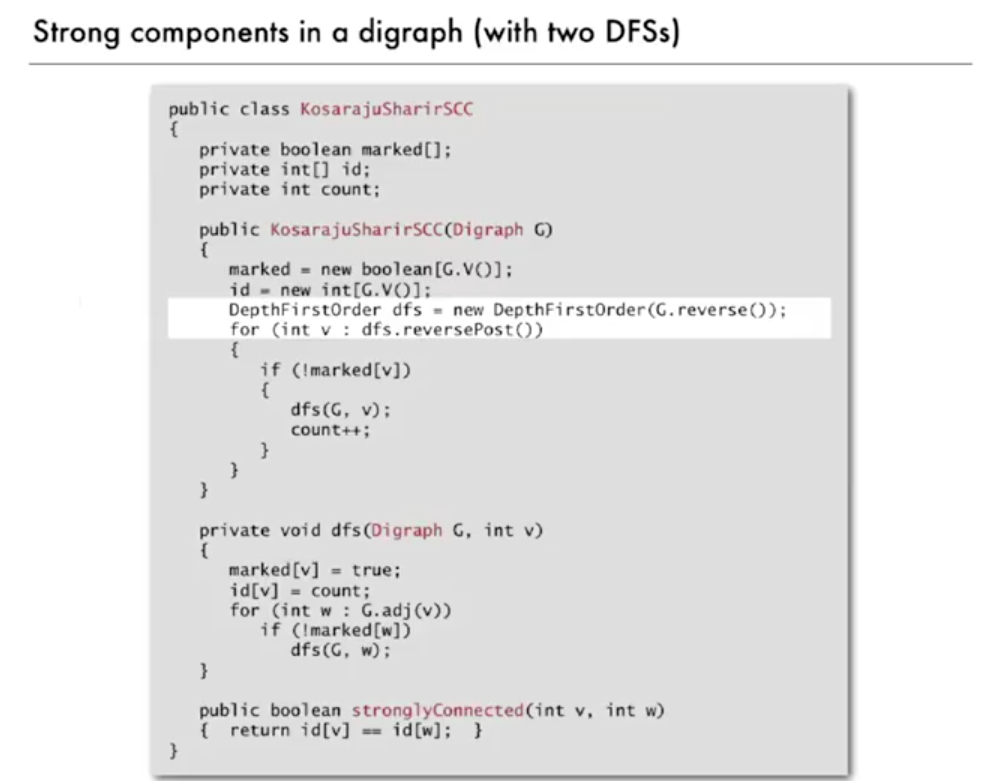 Strong components in a digraph (with two DFSs)
public class KosarajuSharirSCC
{
private boolean marked[];
private int[] id;
private int count;
public KosarajuSharirSCC(Digraph G)
{
marked = new boolean[G.V()];
id = new int[G.V()];
DepthFirstOrder dfs = new DepthFirstOrder(G.reverse());
for (int v : dfs.reversePost())
{
if (!marked[v])
{
dfs(G, v);
count++;
}
}
}
private void dfs(Digraph G, int v)
{
marked[v] = true;
id[v] = count;
for (int w : G.adj(v))
if (!marked[w])
dfs(G, w);
}
public boolean stronglyConnected(int v, int w)
{ return id[v] == id[w]; }
}